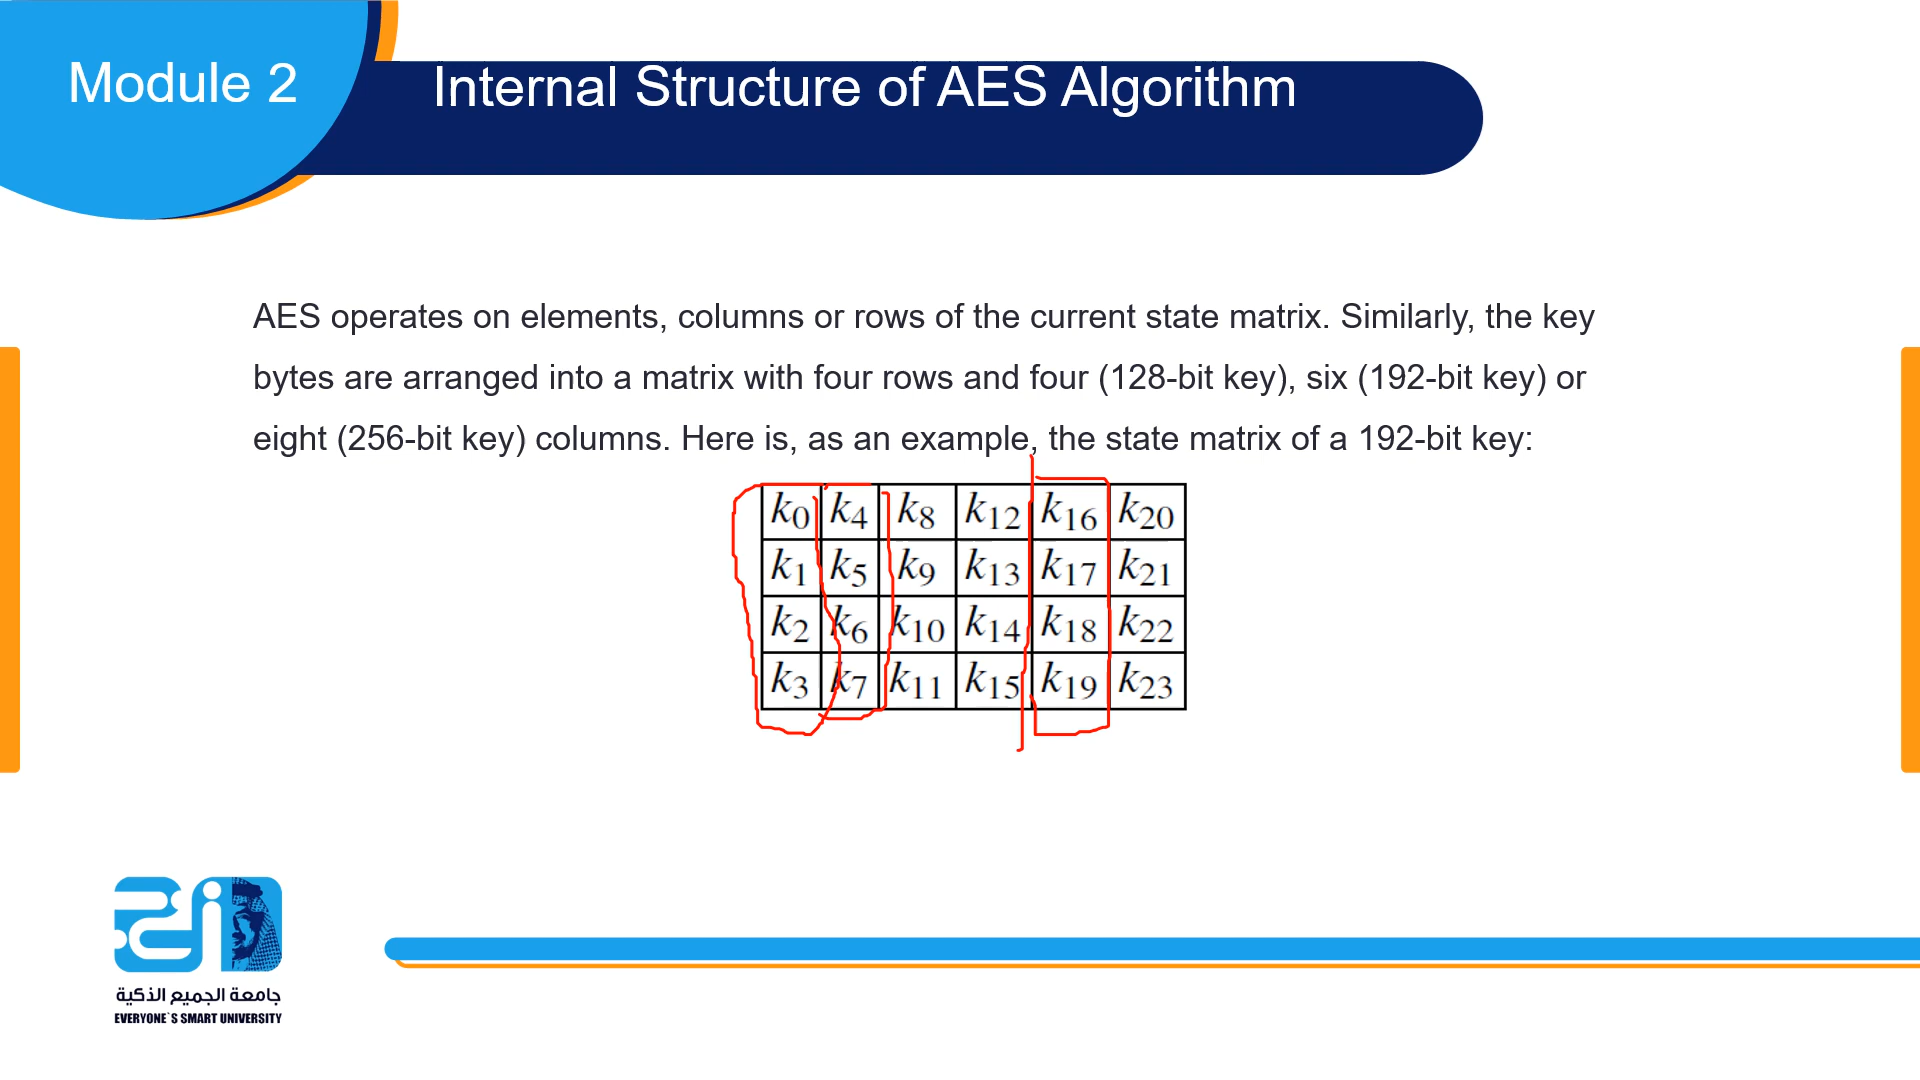 Module 2
Internal Structure of AES Algorithm
AES operates on elements, columns or rows of the current state matrix. Similarly, the key
bytes are arranged into a matrix with four rows and four (128-bit key), six (192-bit key) or
eight (256-bit key) columns. Here is, as an example, the state matrix of a 192-bit key:
k0 k4 k8 k12 k16 k20
k1 k5 k9 k13 k17 k21
k2 k6 k10 k14 k18 k22
k3 k7 k11 k15 k19 k23
جامعة الجميع الذكية
EVERYONE`S SMART UNIVERSITY